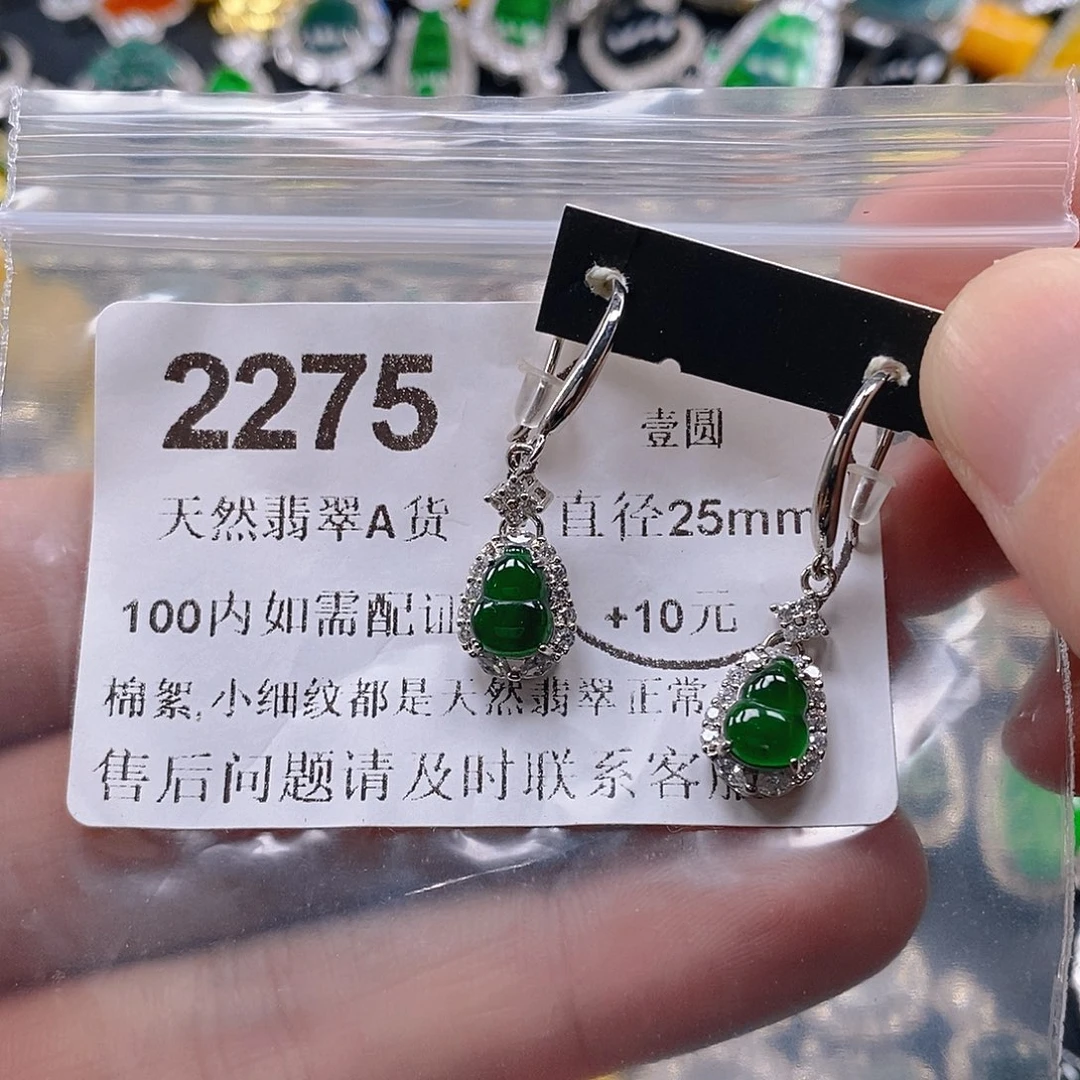 2275
壹圆
天然翡翠A货 直径25mm
100内如需配证 +10元
棉絮,小细纹都是天然翡翠正常
售后问题请及时联系客服